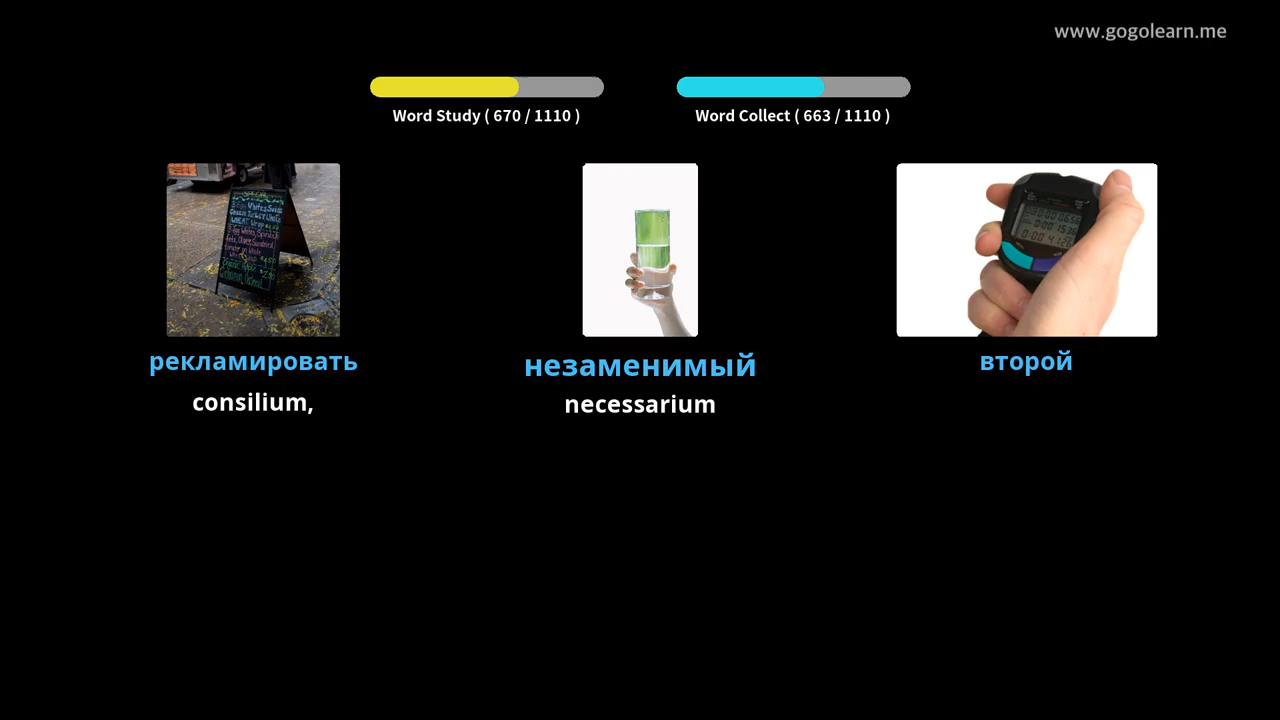 www.gogolearn.me
Word Study ( 670 / 1110 )
Word Collect ( 663 / 1110 )
рекламировать
незаменимый
второй
consilium,
necessarium